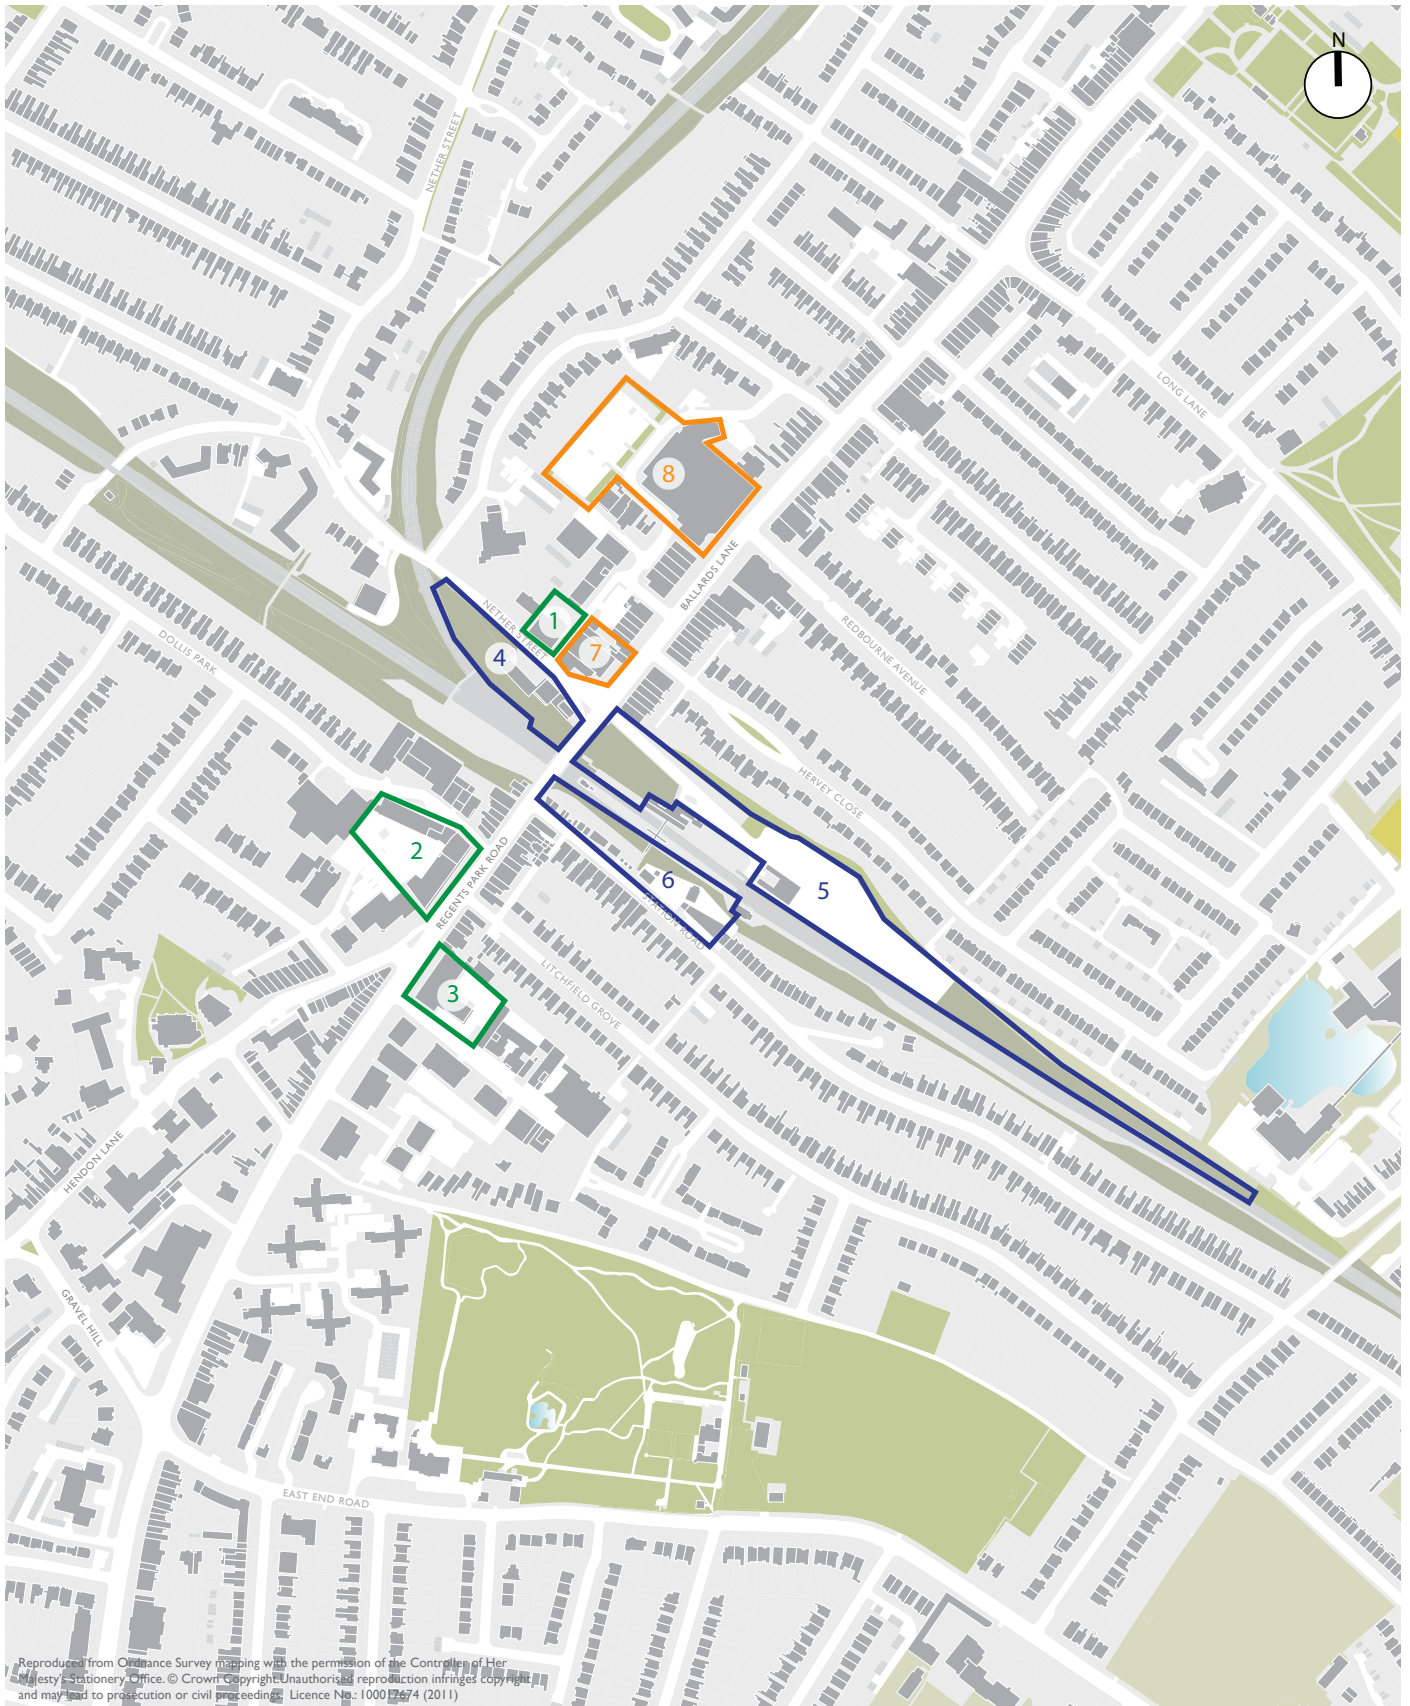 N
NETHER STREET
LONG LANE
8
BALLARDS LANE
1
NETHER STREET
7
4
REDBOURNE AVENUE
DOLLIS PARK
HERVEY CLOSE
2
REGENTS PARK ROAD
6
5
STATION ROAD
3
LITCHFIELD GROVE
HENDON LANE
GRAVEL HILL
EAST END ROAD
Reproduced from Ordnance Survey mapping with the permission of the Controller of Her
Majesty's Stationery Office. © Crown Copyright.Unauthorised reproduction infringes copyright
and may lead to prosecution or civil proceedings. Licence No.: 100017674 (2011)